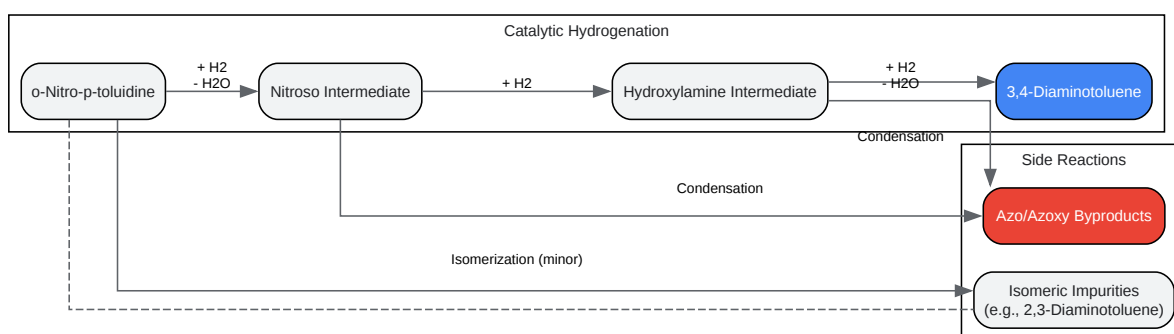 Catalytic Hydrogenation
o-Nitro-p-toluidine
+ H2
- H2O
Nitroso Intermediate
+ H2
Hydroxylamine Intermediate
+ H2
- H2O
3,4-Diaminotoluene
Condensation
Side Reactions
Condensation
Azo/Azoxy Byproducts
Isomerization (minor)
Isomeric Impurities
(e.g., 2,3-Diaminotoluene)